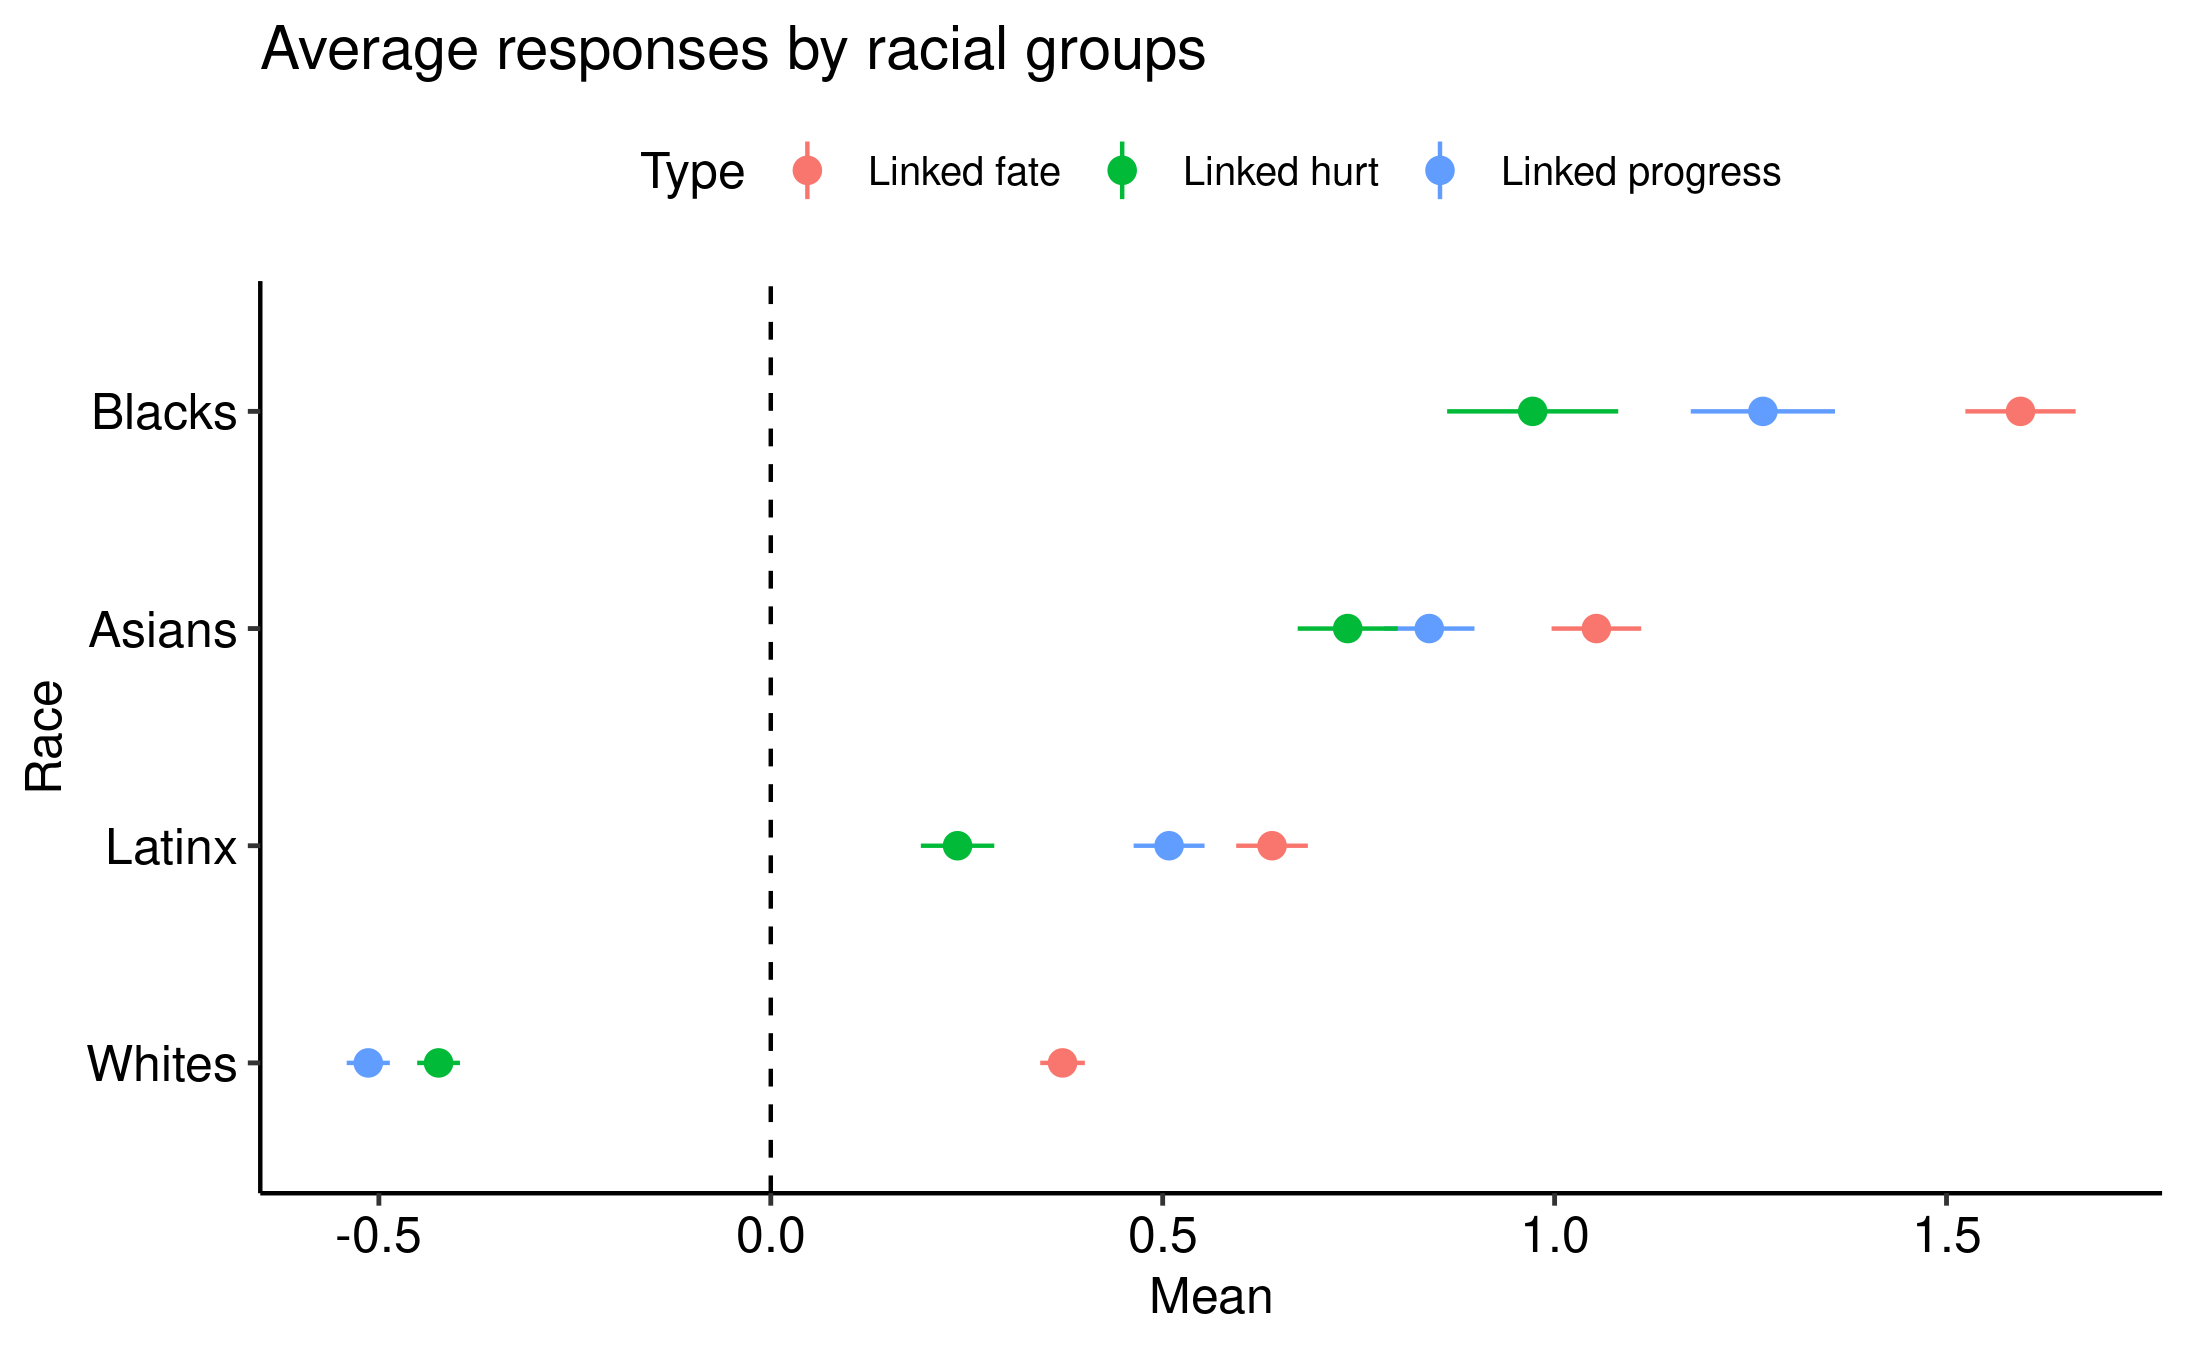 Average responses by racial groups
Type Linked fate Linked hurt Linked progress
Blacks
Asians
Latinx
Whites
Race
-0.5 0.0 0.5 1.0 1.5
Mean